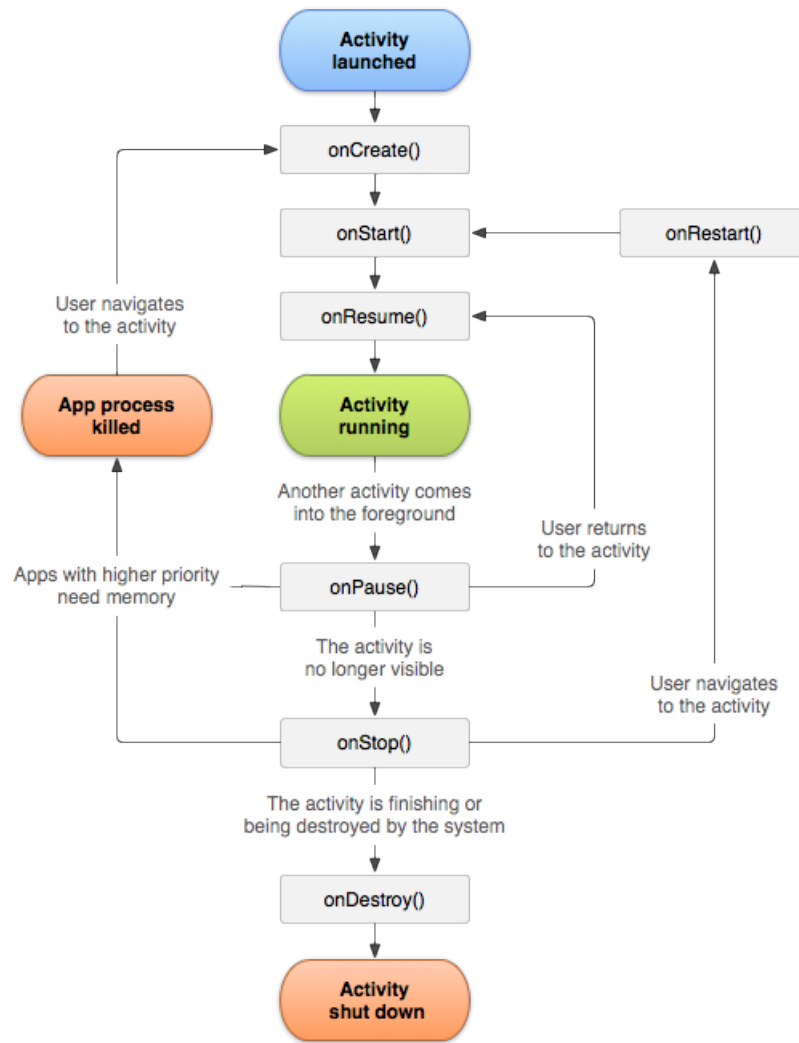 Activity
launched
onCreate()
onStart()
onRestart()
User navigates
to the activity
onResume()
App process
killed
Activity
running
Another activity comes
into the foreground
User returns
to the activity
Apps with higher priority
need memory
onPause()
The activity is
no longer visible
User navigates
to the activity
onStop()
The activity is finishing or
being destroyed by the system
onDestroy()
Activity
shut down